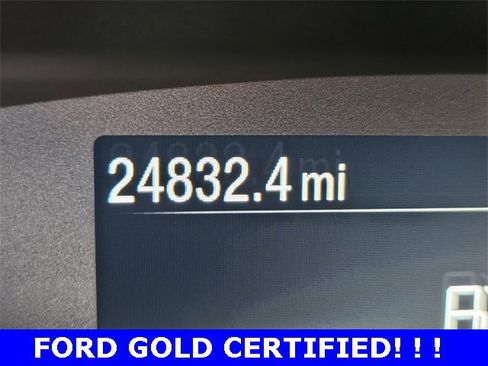 24832.4 mi
FORD GOLD CERTIFIED! ! !